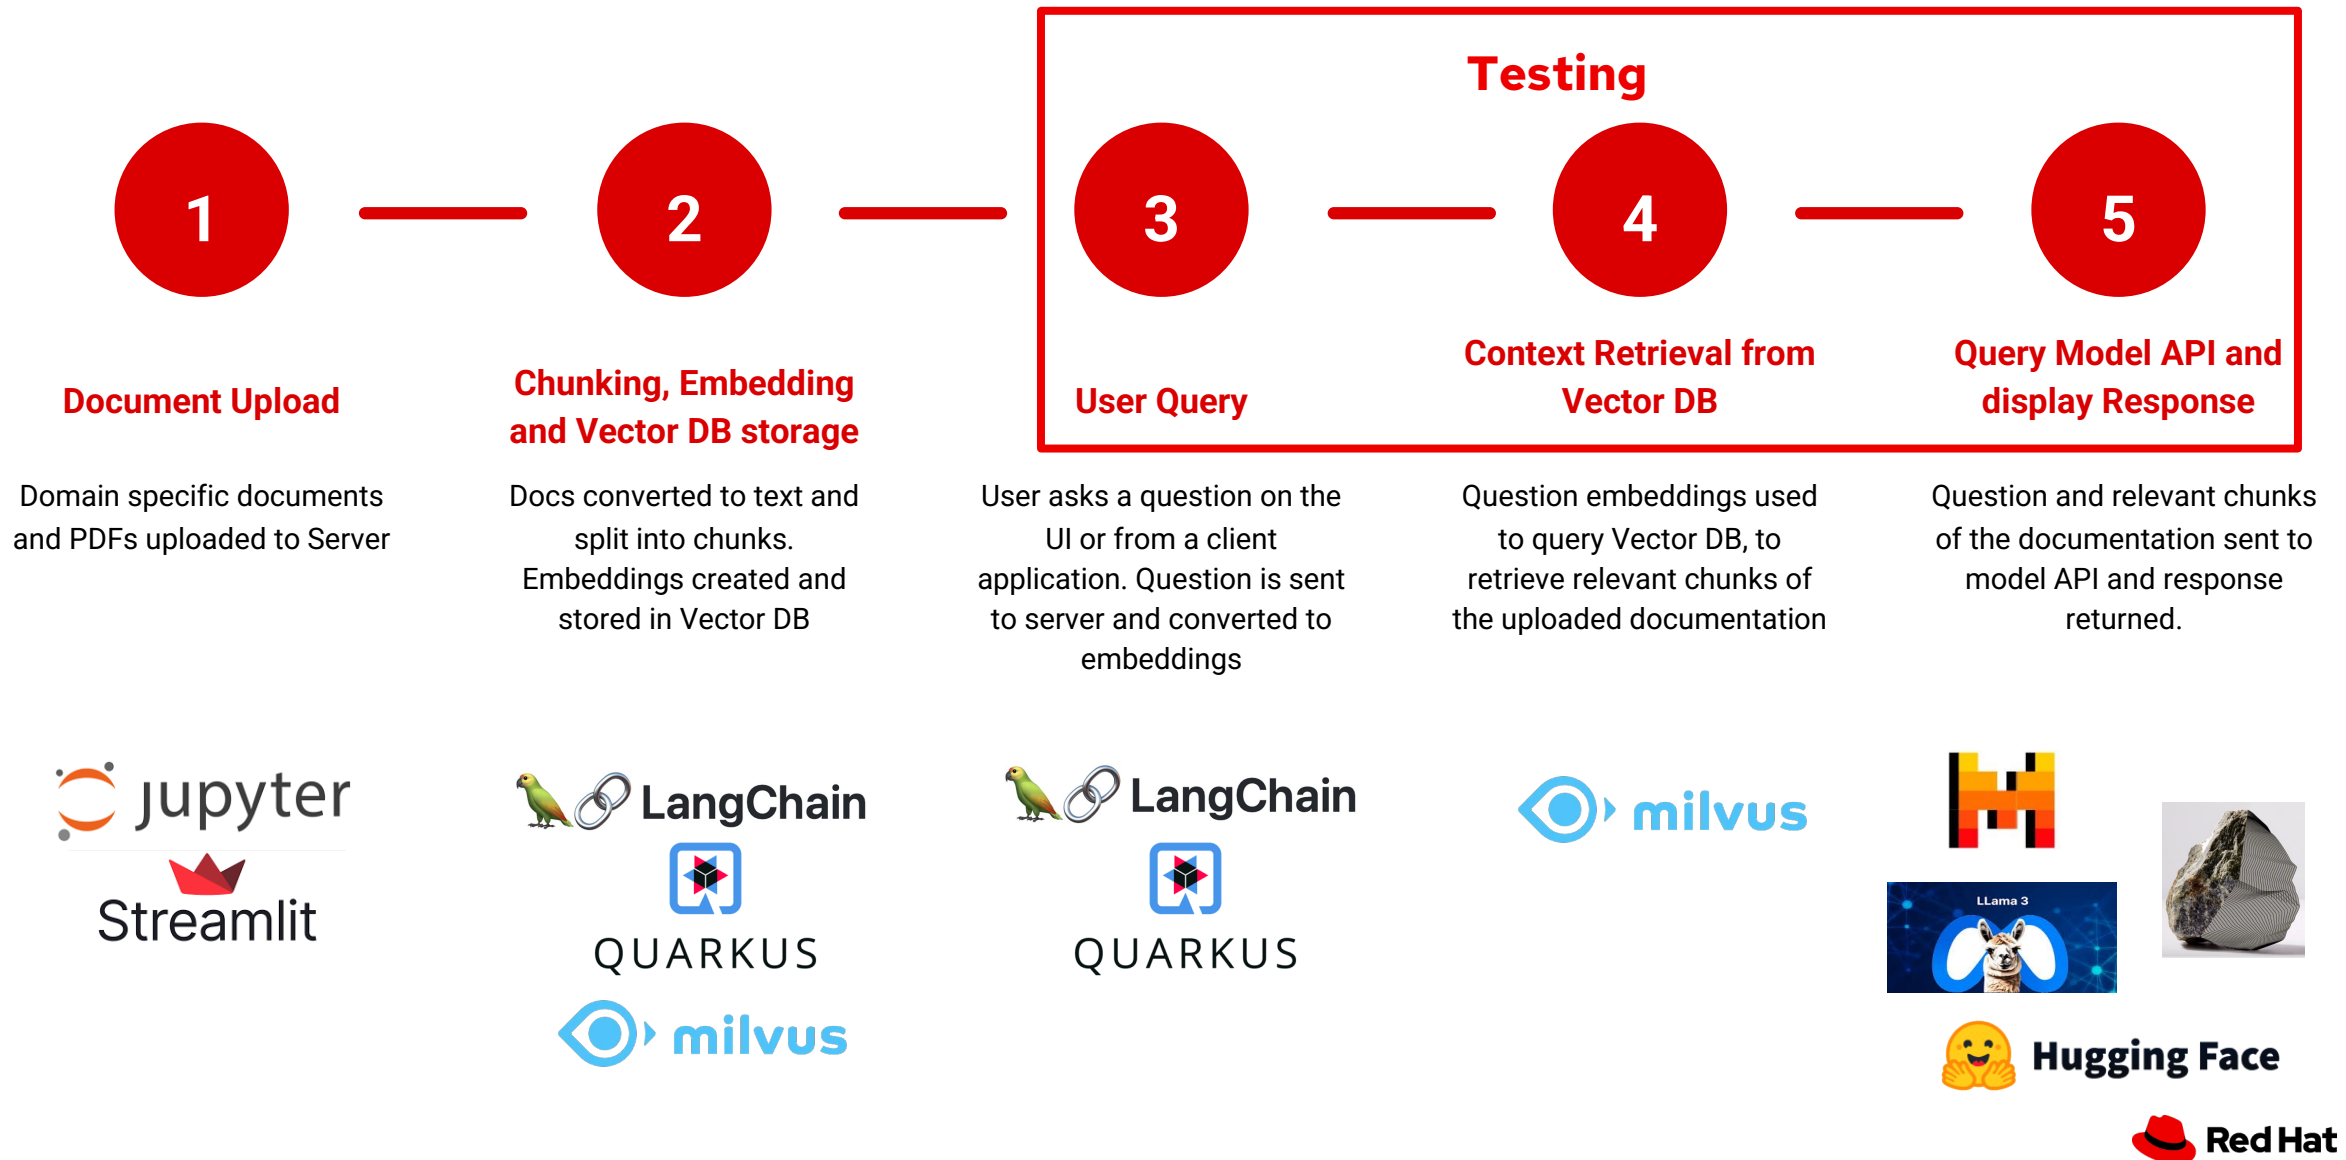 Testing
1
2
3
4
5
Document Upload
Chunking, Embedding
and Vector DB storage
User Query
Context Retrieval from
Vector DB
Query Model API and
display Response
Domain specific documents
and PDFs uploaded to Server
Docs converted to text and
split into chunks.
Embeddings created and
stored in Vector DB
User asks a question on the
UI or from a client
application. Question is sent
to server and converted to
embeddings
Question embeddings used
to query Vector DB, to
retrieve relevant chunks of
the uploaded documentation
Question and relevant chunks
of the documentation sent to
model API and response
returned.
jupyter
Streamlit
LangChain
QUARKUS
milvus
LangChain
QUARKUS
milvus
LLama 3
Hugging Face
Red Hat